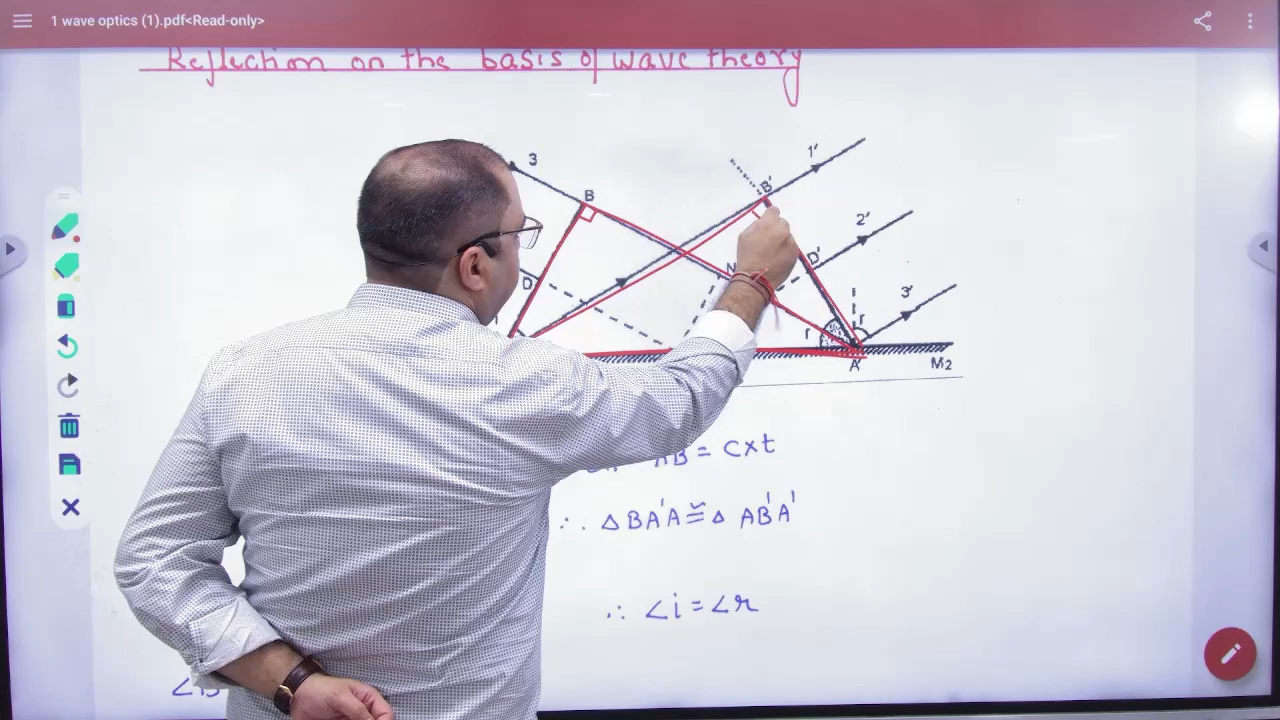 1 wave optics (1).pdf<Read-only>
Reflection on the basis of wave theory
3
B
B'
1'
2'
D
N
D'
3'
r
r
A'
M2
AB = c x t
∴ △ BA'A ≅ △ AB'A'
∴ ∠i = ∠r